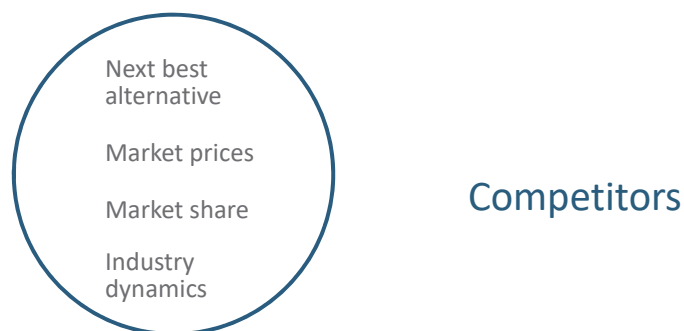 Next best
alternative
Market prices
Market share
Industry
dynamics
Competitors